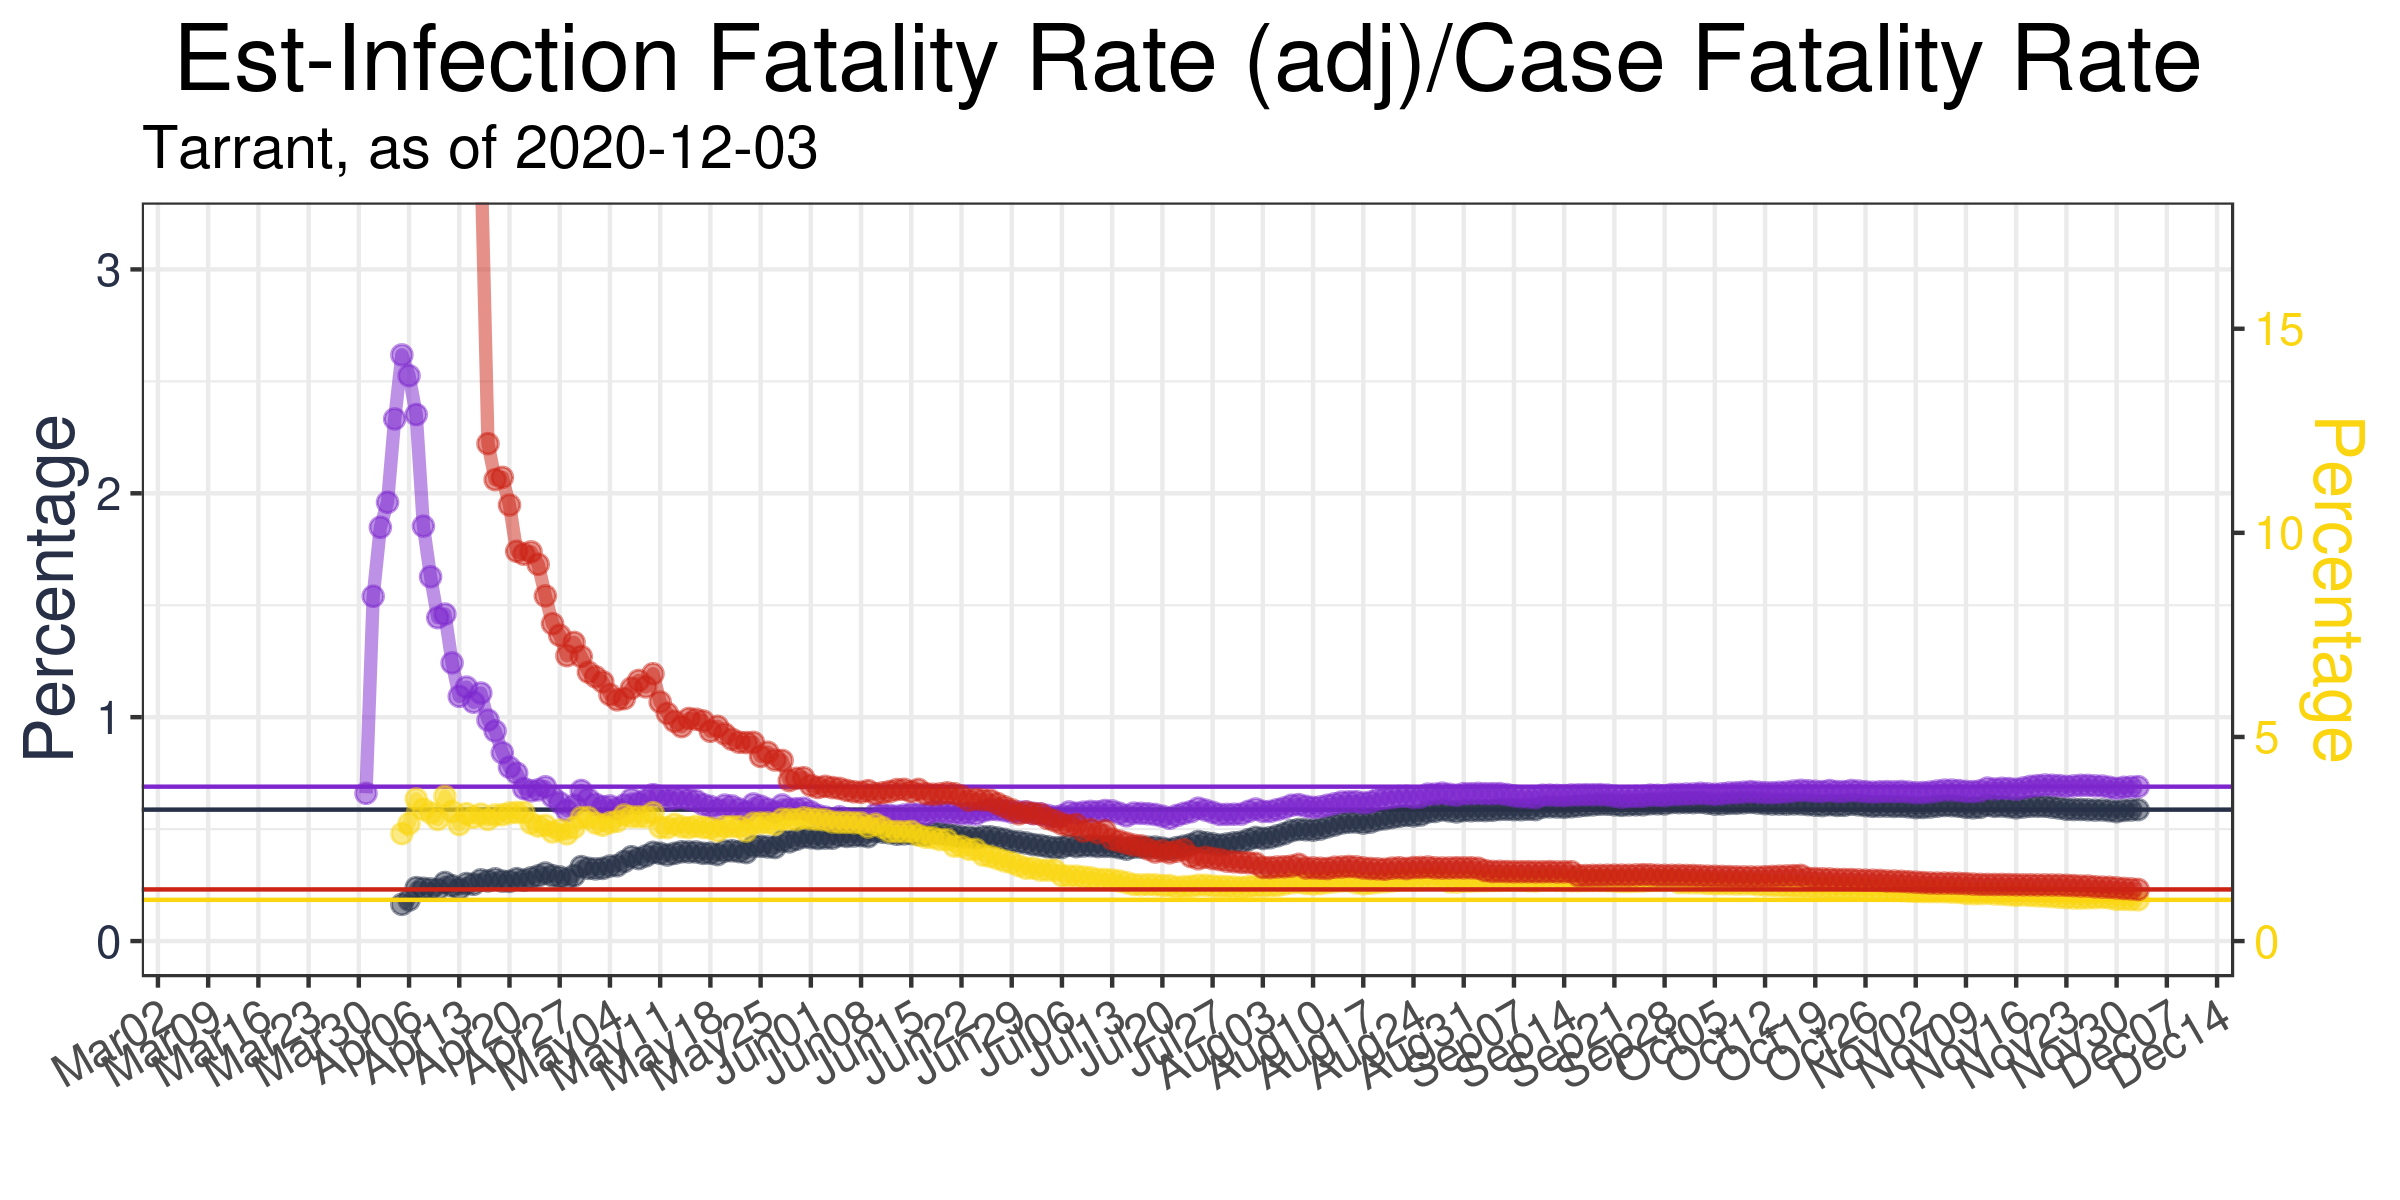 Est-Infection Fatality Rate (adj)/Case Fatality Rate
Tarrant, as of 2020-12-03
Percentage
3
2
1
0
15
10
5
0
Percentage
Mar02
Mar09
Mar16
Mar23
Mar30
Apr06
Apr13
Apr20
Apr27
May04
May11
May18
May25
Jun01
Jun08
Jun15
Jun22
Jun29
Jul06
Jul13
Jul20
Jul27
Aug03
Aug10
Aug17
Aug24
Aug31
Sep07
Sep14
Sep21
Sep28
Oct05
Oct12
Oct19
Oct26
Nov02
Nov09
Nov16
Nov23
Nov30
Dec07
Dec14